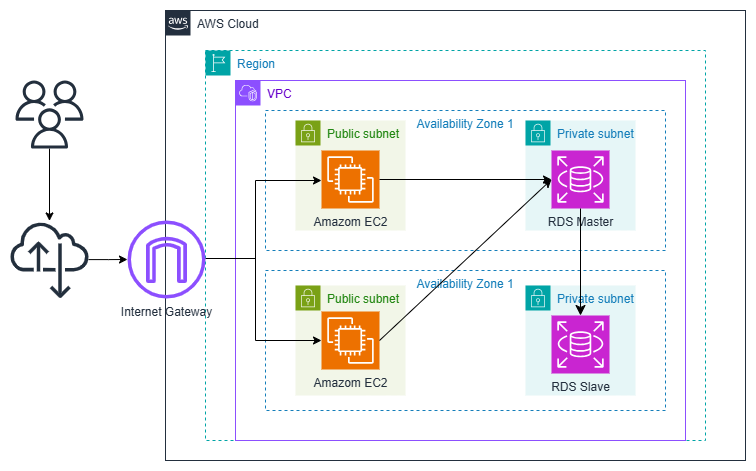 aws
AWS Cloud
Region
VPC
Availability Zone 1
Public subnet
Private subnet
Amazom EC2
RDS Master
Internet Gateway
Availability Zone 1
Public subnet
Private subnet
Amazom EC2
RDS Slave